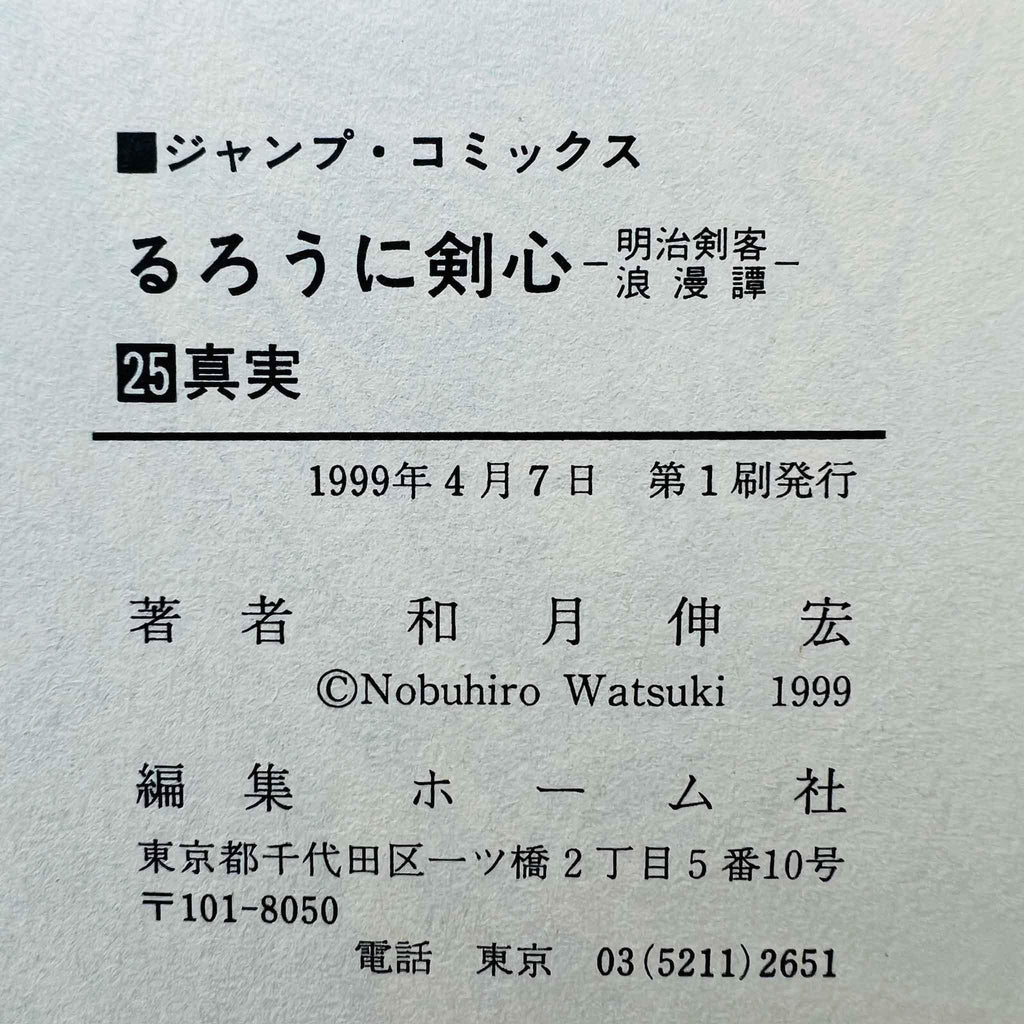 ■ジャンプ・コミックス
るろうに剣心-明治剣客浪漫譚-
25真実
1999年4月7日 第1刷発行
著者 和月伸宏
©Nobuhiro Watsuki 1999
編集 ホーム社
東京都千代田区一ツ橋2丁目5番10号
〒101-8050
電話 東京 03(5211)2651